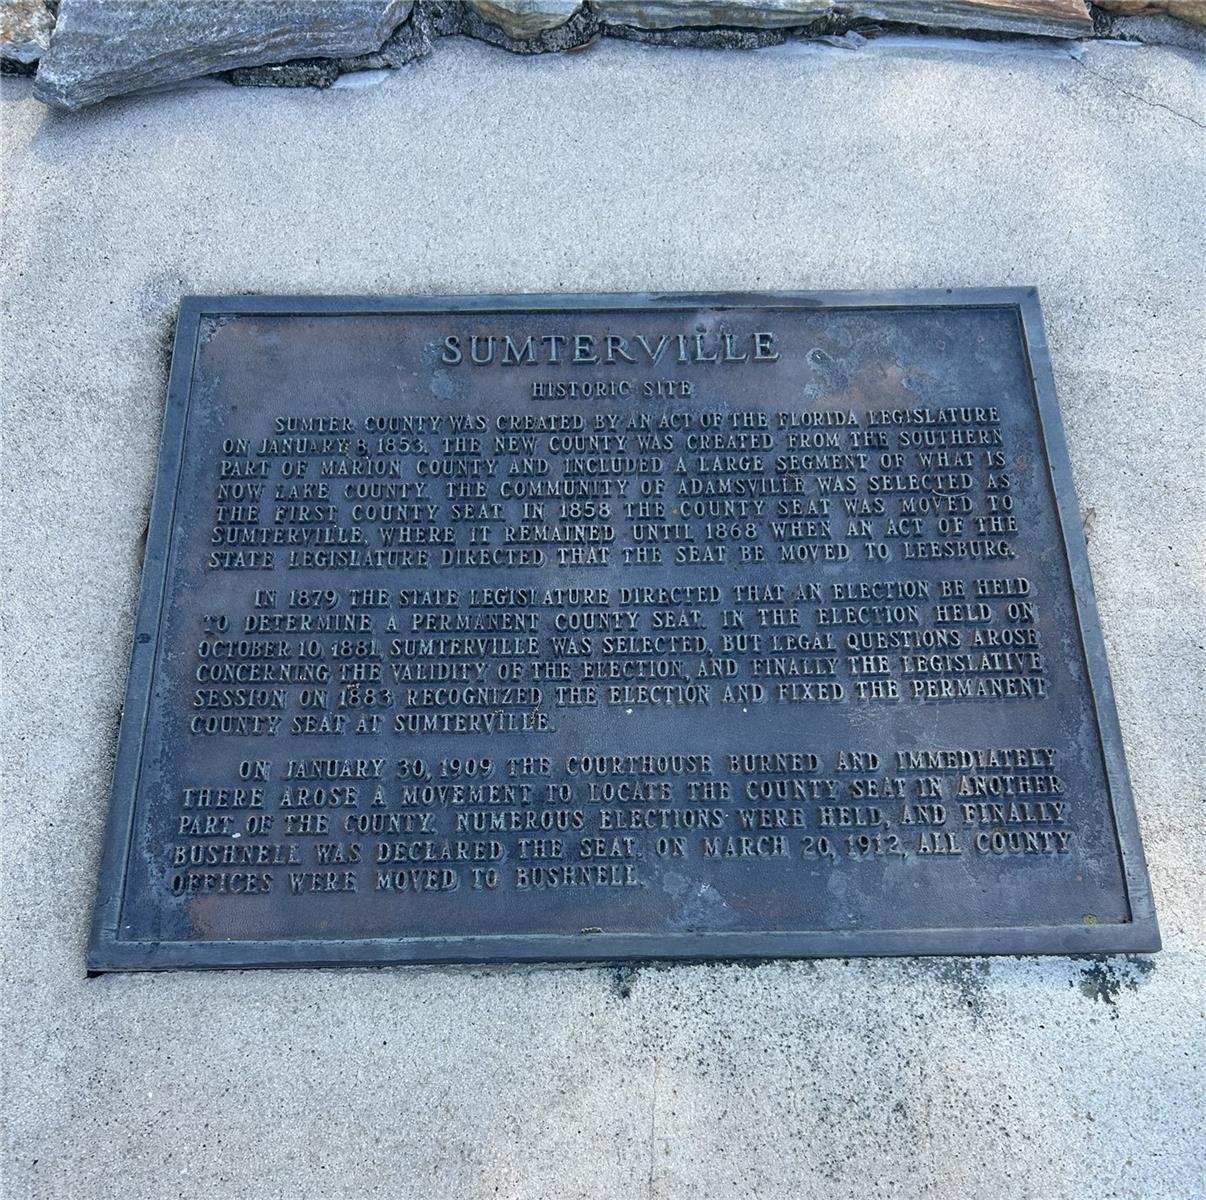 SUMTERVILLE
HISTORIC SITE
SUMTER COUNTY WAS CREATED BY AN ACT OF THE FLORIDA LEGISLATURE
ON JANUARY 8, 1853. THE NEW COUNTY WAS CREATED FROM THE SOUTHERN
PART OF MARION COUNTY AND INCLUDED A LARGE SEGMENT OF WHAT IS
NOW LAKE COUNTY. THE COMMUNITY OF ADAMSVILLE WAS SELECTED AS
THE FIRST COUNTY SEAT. IN 1858 THE COUNTY SEAT WAS MOVED TO
SUMTERVILLE, WHERE IT REMAINED UNTIL 1868 WHEN AN ACT OF THE
STATE LEGISLATURE DIRECTED THAT THE SEAT BE MOVED TO LEESBURG.
IN 1879 THE STATE LEGISLATURE DIRECTED THAT AN ELECTION BE HELD
TO DETERMINE A PERMANENT COUNTY SEAT. IN THE ELECTION HELD ON
OCTOBER 10, 1881, SUMTERVILLE WAS SELECTED, BUT LEGAL QUESTIONS AROSE
CONCERNING THE VALIDITY OF THE ELECTION, AND FINALLY THE LEGISLATIVE
SESSION ON 1883 RECOGNIZED THE ELECTION AND FIXED THE PERMANENT
COUNTY SEAT AT SUMTERVILLE.
ON JANUARY 30, 1909 THE COURTHOUSE BURNED AND IMMEDIATELY
THERE AROSE A MOVEMENT TO LOCATE THE COUNTY SEAT IN ANOTHER
PART OF THE COUNTY. NUMEROUS ELECTIONS WERE HELD, AND FINALLY
BUSHNELL WAS DECLARED THE SEAT. ON MARCH 20, 1912, ALL COUNTY
OFFICES WERE MOVED TO BUSHNELL.